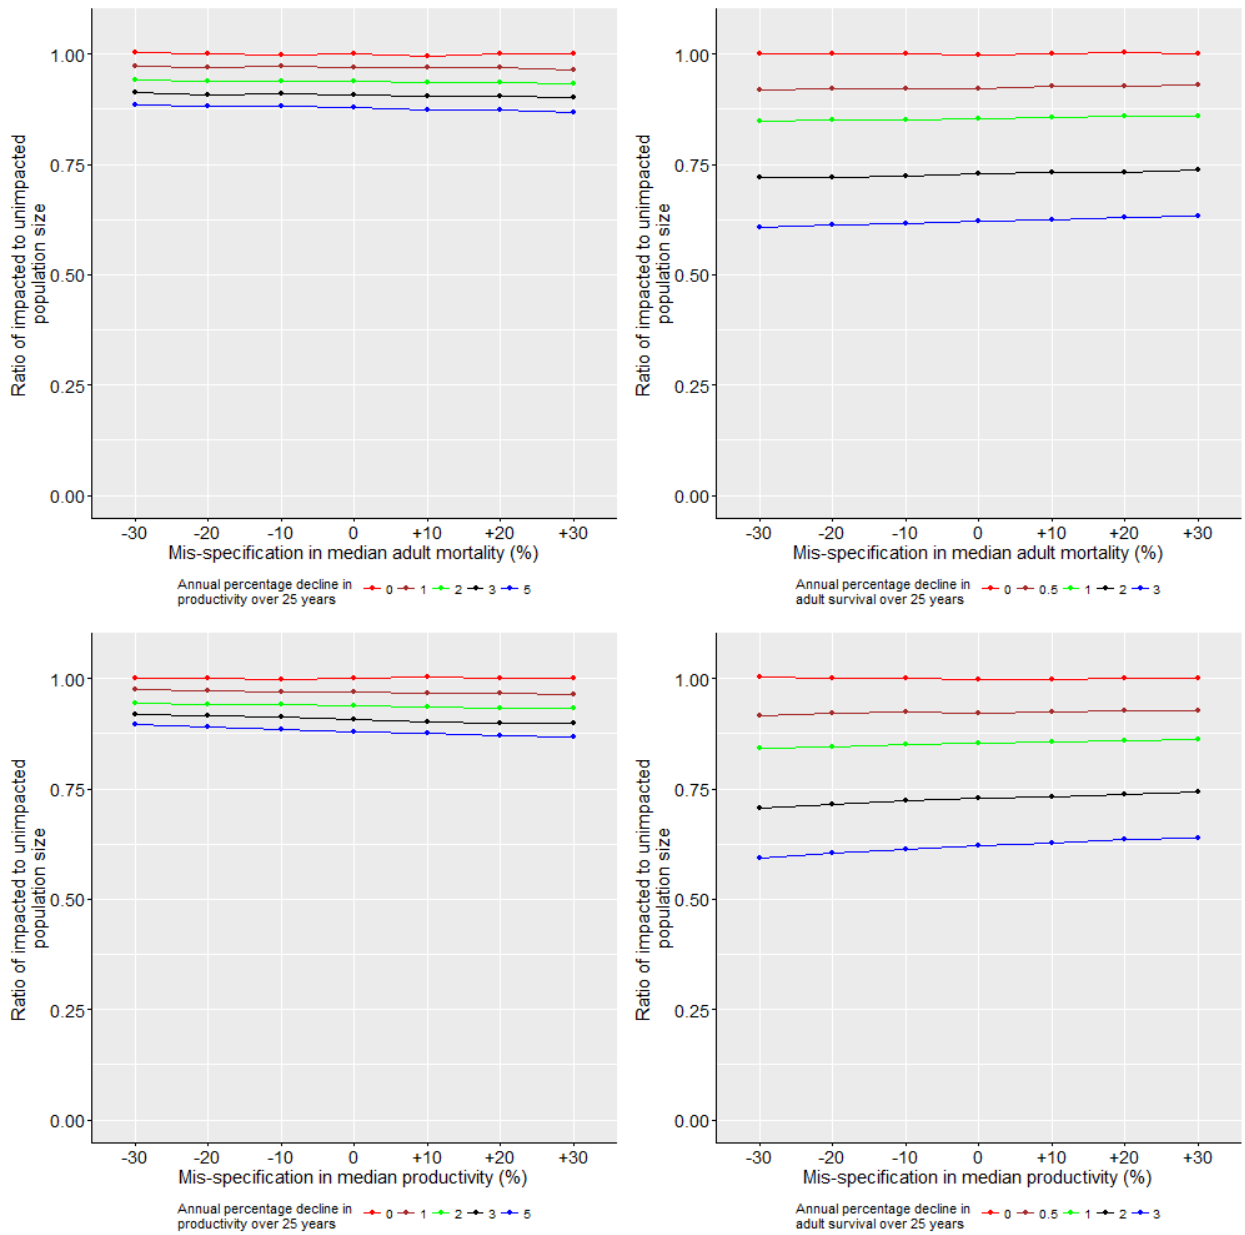 Ratio of impacted to unimpacted
population size
1.00
0.75
0.50
0.25
0.00
-30 -20 -10 0 +10 +20 +30
Mis-specification in median adult mortality (%)
Annual percentage decline in
productivity over 25 years
0 1 2 3 5
Ratio of impacted to unimpacted
population size
1.00
0.75
0.50
0.25
0.00
-30 -20 -10 0 +10 +20 +30
Mis-specification in median adult mortality (%)
Annual percentage decline in
adult survival over 25 years
0 0.5 1 2 3
Ratio of impacted to unimpacted
population size
1.00
0.75
0.50
0.25
0.00
-30 -20 -10 0 +10 +20 +30
Mis-specification in median productivity (%)
Annual percentage decline in
productivity over 25 years
0 1 2 3 5
Ratio of impacted to unimpacted
population size
1.00
0.75
0.50
0.25
0.00
-30 -20 -10 0 +10 +20 +30
Mis-specification in median productivity (%)
Annual percentage decline in
adult survival over 25 years
0 0.5 1 2 3